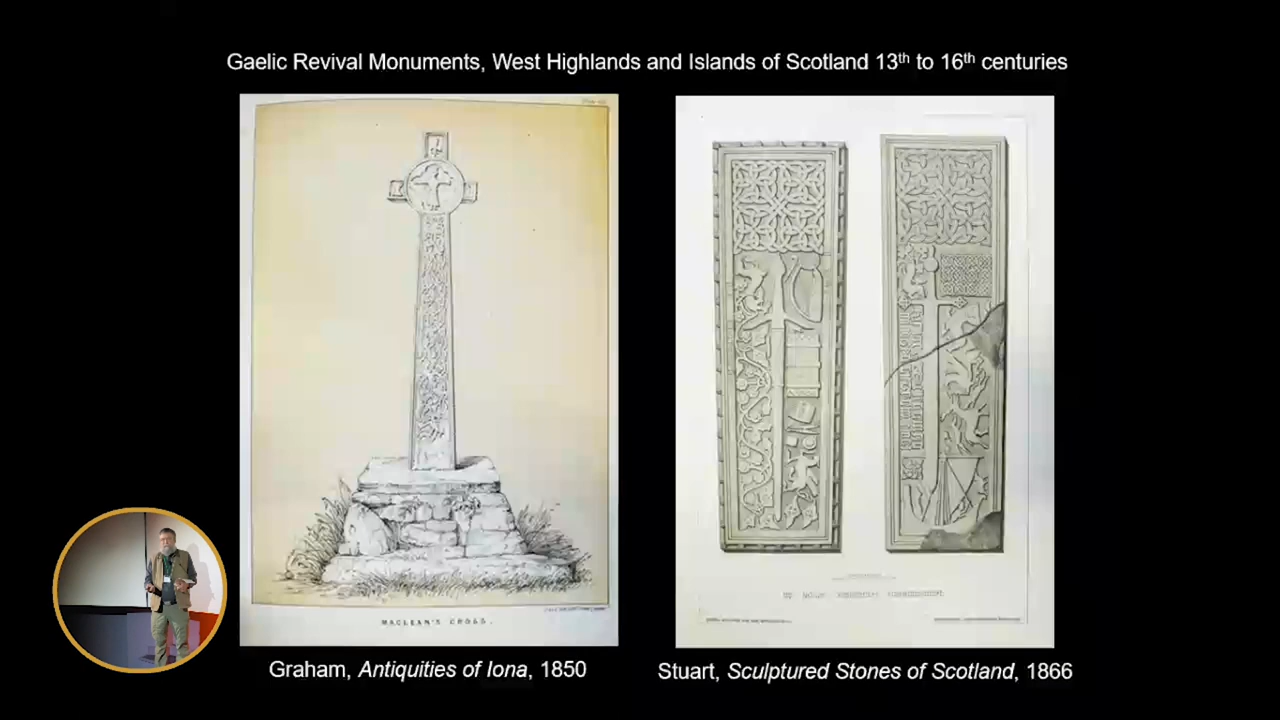 Gaelic Revival Monuments, West Highlands and Islands of Scotland 13th to 16th centuries
MACLEAN'S CROSS.
Graham, Antiquities of Iona, 1850
Stuart, Sculptured Stones of Scotland, 1866